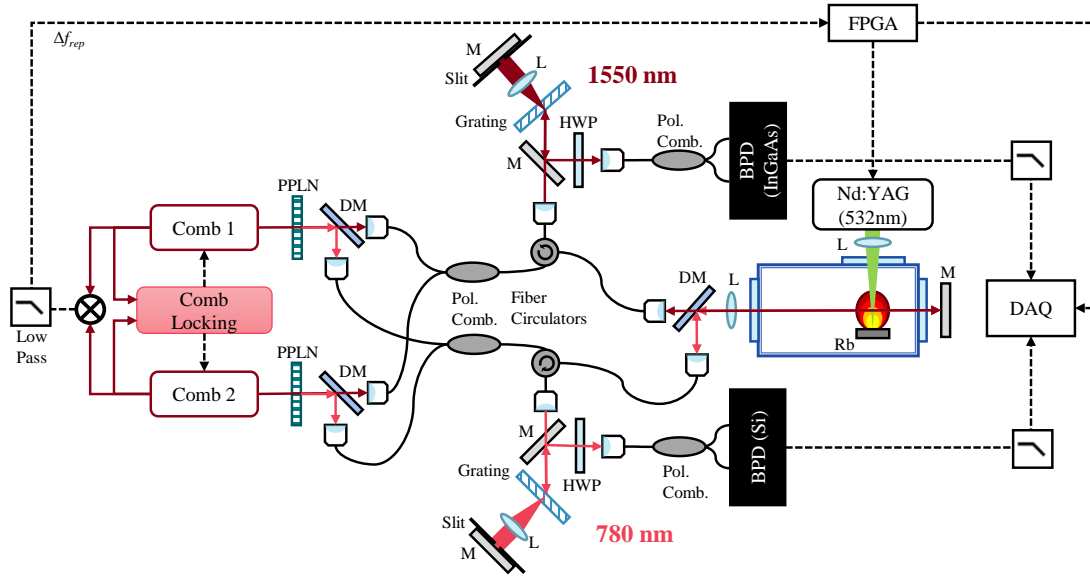 Δf_rep
FPGA
M
Slit
L
1550 nm
Grating
HWP
Pol.
Comb.
M
BPD
(InGaAs)
Nd:YAG
(532nm)
L
PPLN
DM
Comb 1
Comb
Locking
Low
Pass
Pol.
Comb.
Fiber
Circulators
DM
L
M
Rb
DAQ
PPLN
DM
Comb 2
M
HWP
Grating
Pol.
Comb.
BPD (Si)
Slit
M
L
780 nm